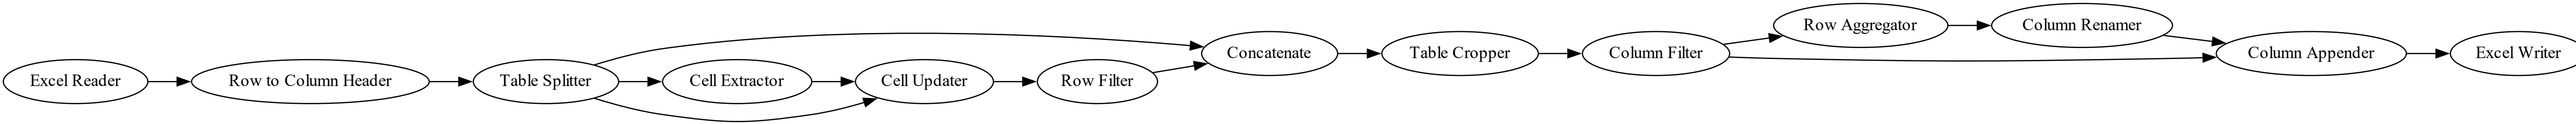 Excel Reader
Row to Column Header
Table Splitter
Cell Extractor
Cell Updater
Row Filter
Concatenate
Table Cropper
Column Filter
Row Aggregator
Column Renamer
Column Appender
Excel Writer